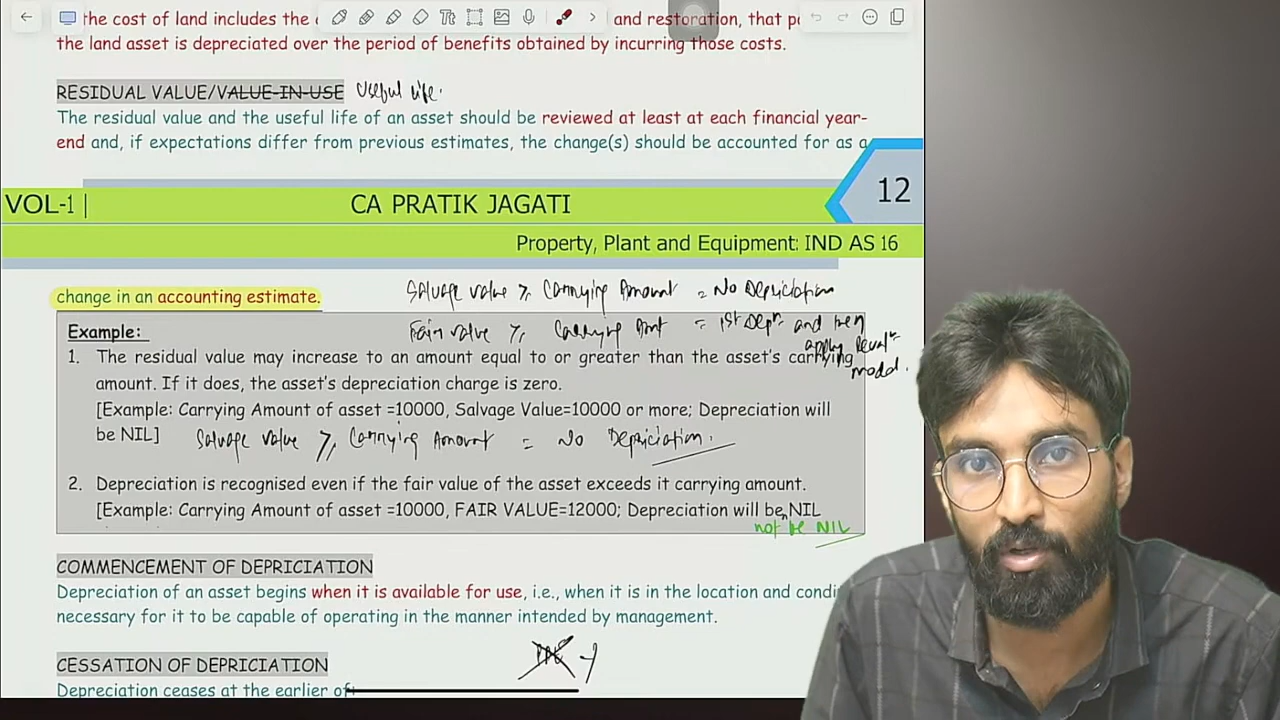 the cost of land includes the and restoration, that
the land asset is depreciated over the period of benefits obtained by incurring those costs.
RESIDUAL VALUE/VALUE-IN-USE Useful life.
The residual value and the useful life of an asset should be reviewed at least at each financial year-
end and, if expectations differ from previous estimates, the change(s) should be accounted for as a
12
VOL-1 | CA PRATIK JAGATI
Property, Plant and Equipment: IND AS 16
Salvage value ⩾ Carrying Amount = No Depriciation
change in an accounting estimate.
Fair value ⩾ Carrying Amt = 1st Depn and then
apply Revaln
model.
Example:
1. The residual value may increase to an amount equal to or greater than the asset's carrying
amount. If it does, the asset's depreciation charge is zero.
[Example: Carrying Amount of asset =10000, Salvage Value=10000 or more; Depreciation will
be NIL] Salvage value ⩾ Carrying Amount = No Depriciation.
2. Depreciation is recognised even if the fair value of the asset exceeds it carrying amount.
[Example: Carrying Amount of asset =10000, FAIR VALUE=12000; Depreciation will be NIL
not be NIL
COMMENCEMENT OF DEPRICIATION
Depreciation of an asset begins when it is available for use, i.e., when it is in the location and condi
necessary for it to be capable of operating in the manner intended by management.
CESSATION OF DEPRICIATION
Depreciation ceases at the earlier of: